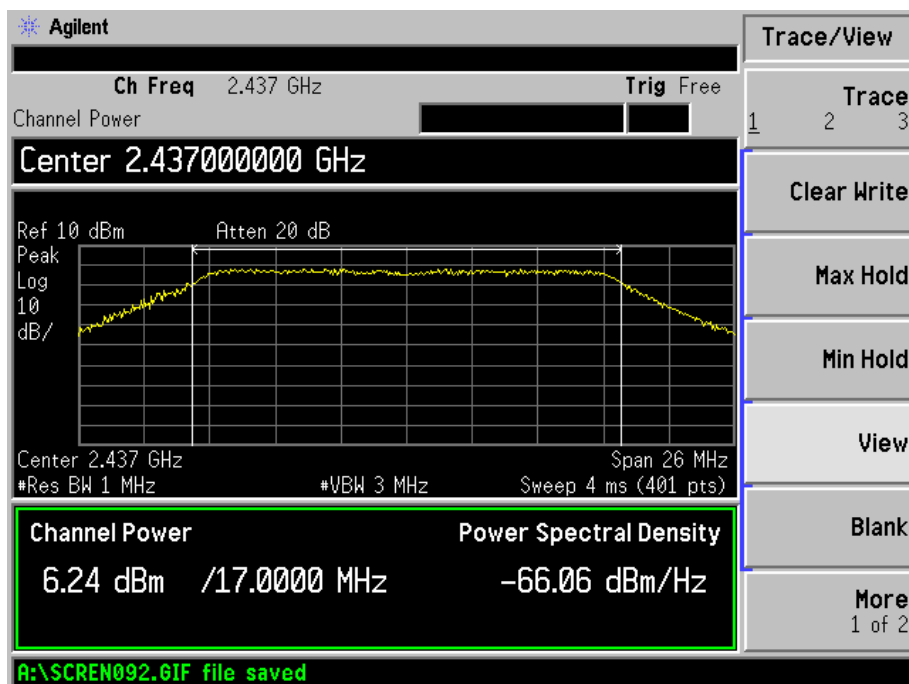 Agilent
Trace/View
Ch Freq 2.437 GHz Trig Free
Channel Power
Trace
1 2 3
Center 2.437000000 GHz
Clear Write
Ref 10 dBm Atten 20 dB
Peak
Log
10
dB/
Max Hold
Min Hold
View
Center 2.437 GHz Span 26 MHz
#Res BW 1 MHz #VBW 3 MHz Sweep 4 ms (401 pts)
Channel Power Power Spectral Density
6.24 dBm /17.0000 MHz -66.06 dBm/Hz
Blank
More
1 of 2
A:\SCREN092.GIF file saved